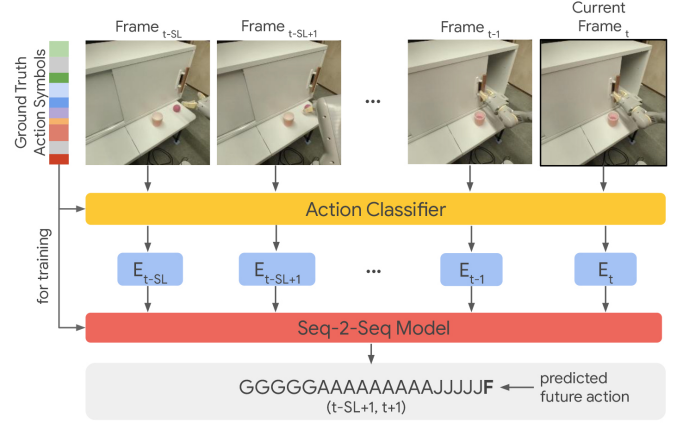 Ground Truth
Action Symbols
Frame t-SL
Frame t-SL+1
...
Frame t-1
Current
Frame t
for training
Action Classifier
E t-SL
E t-SL+1
...
E t-1
E t
Seq-2-Seq Model
GGGGGAAAAAAAAAJJJJJF
(t-SL+1, t+1)
predicted
future action